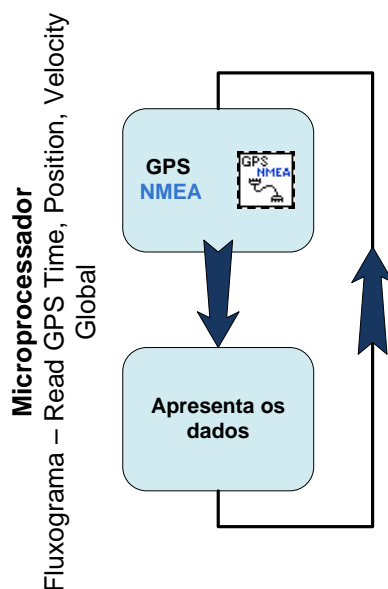 Microprocessador
Fluxograma – Read GPS Time, Position, Velocity
Global
GPS
NMEA
GPS
NMEA
Apresenta os
dados